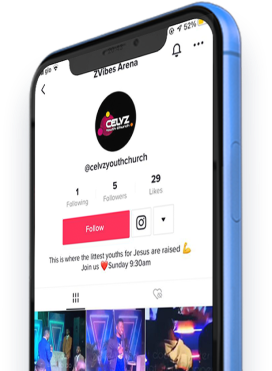 52%
ZVibes Arena
CELYZ
@celvzyouthchurch
1 5 29
Following Followers Likes
Follow
This is where the littest youths for Jesus are raised 💪
Join us ❤️Sunday 9:30am